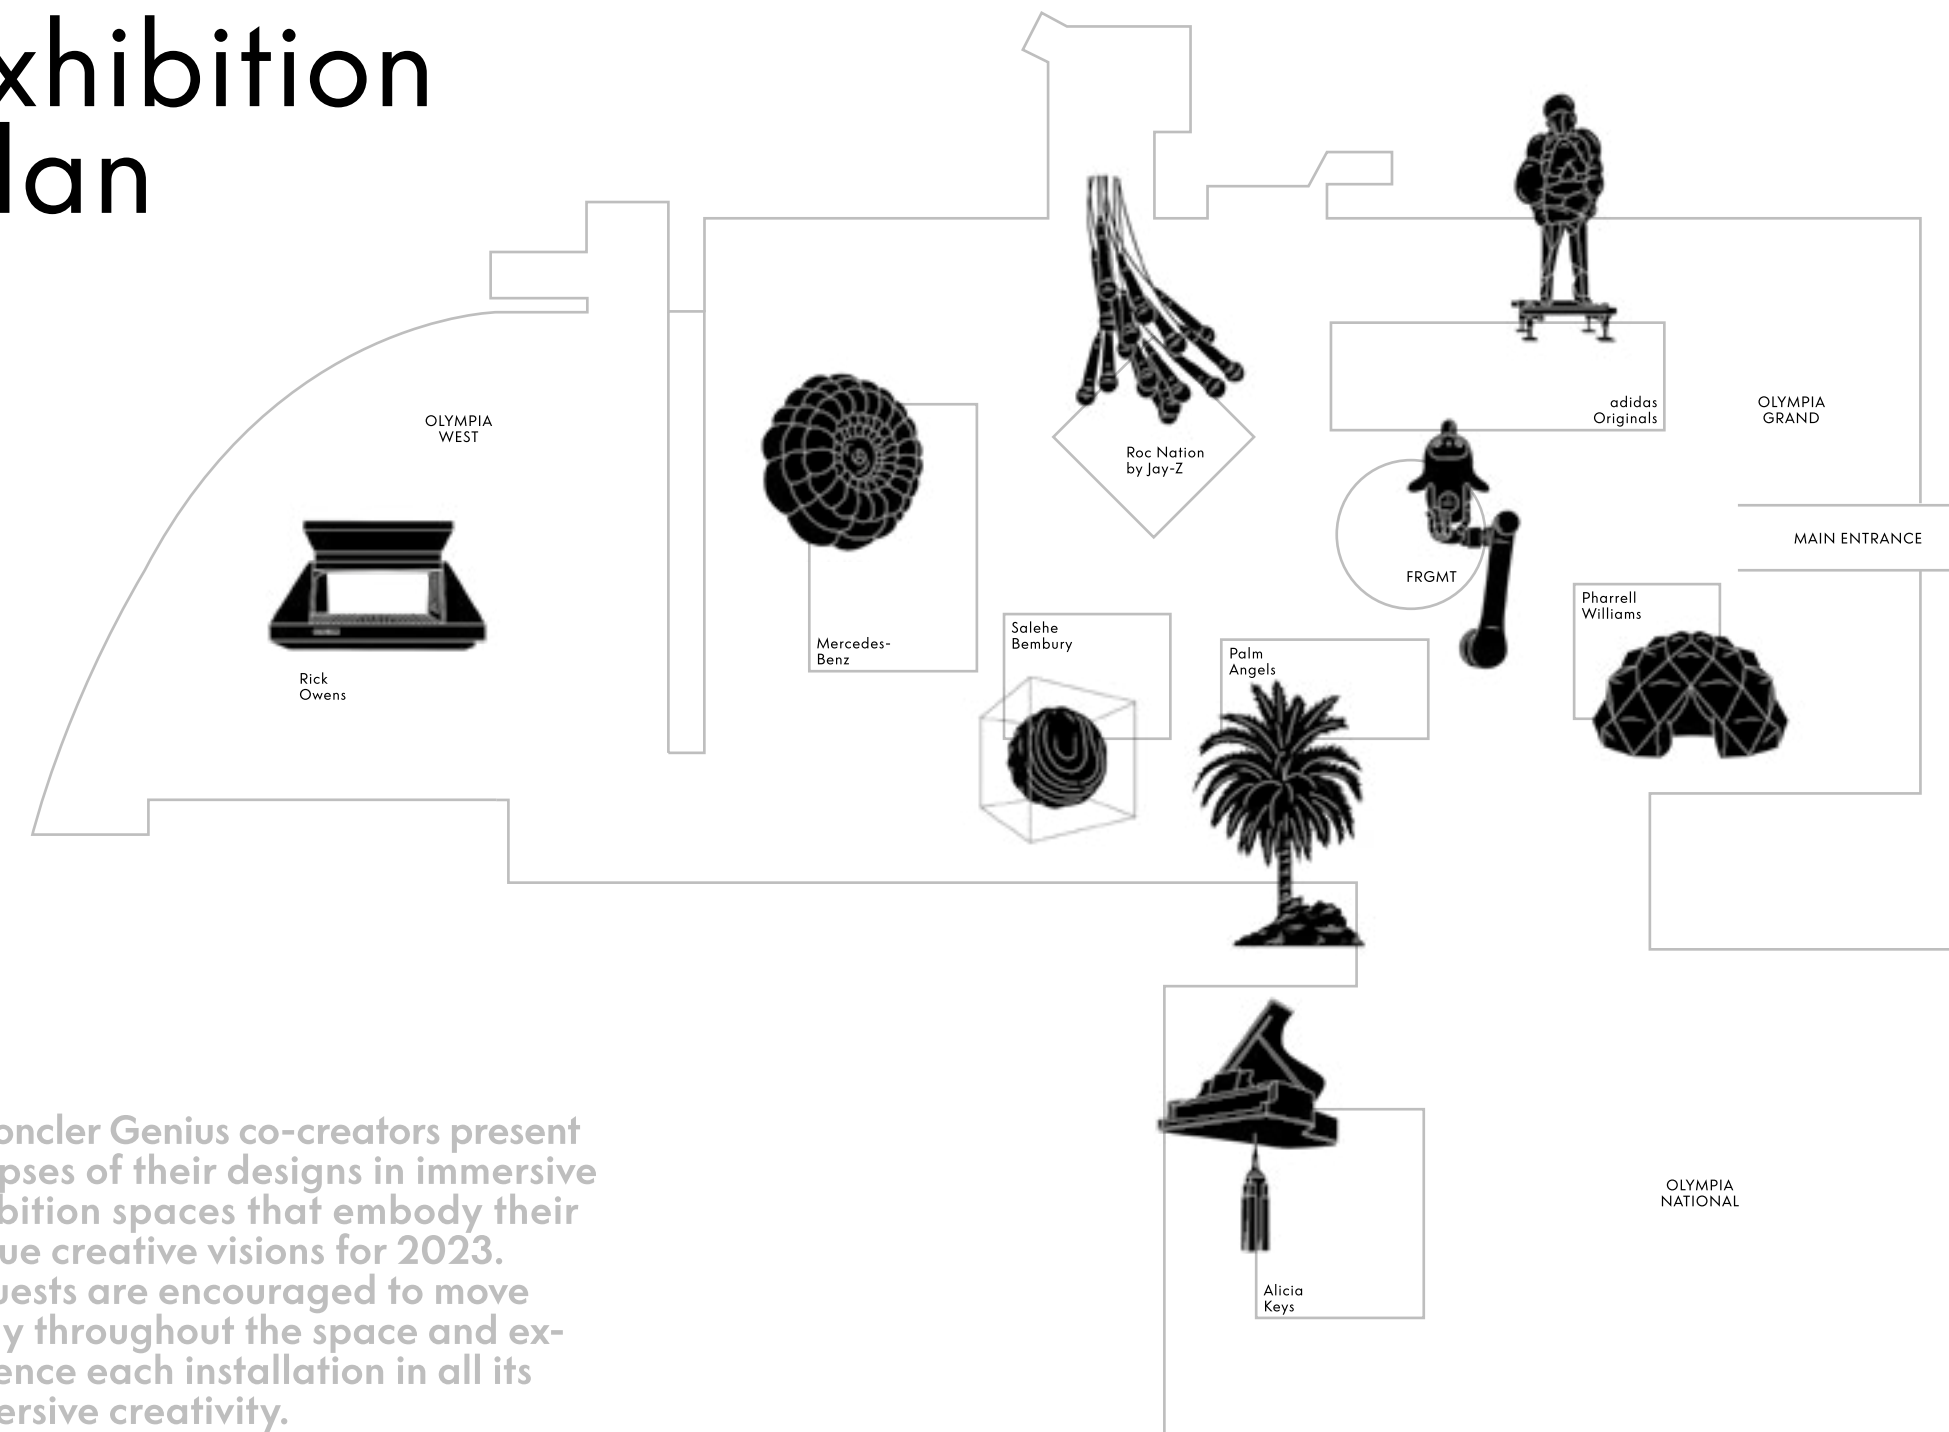 xhibition
lan
OLYMPIA
WEST
Rick
Owens
Mercedes-
Benz
Roc Nation
by Jay-Z
Salehe
Bembury
Palm
Angels
adidas
Originals
FRGMT
OLYMPIA
GRAND
MAIN ENTRANCE
Pharrell
Williams
Alicia
Keys
OLYMPIA
NATIONAL
oncler Genius co-creators present
pses of their designs in immersive
bition spaces that embody their
ue creative visions for 2023.
uests are encouraged to move
y throughout the space and ex-
ence each installation in all its
ersive creativity.